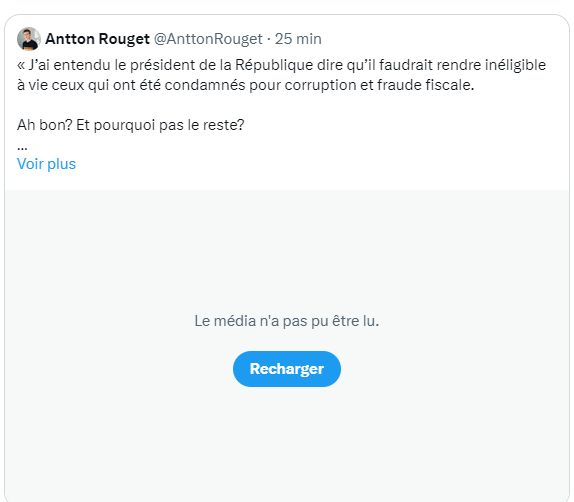 Antton Rouget @AnttonRouget · 25 min
« J’ai entendu le président de la République dire qu’il faudrait rendre inéligible
à vie ceux qui ont été condamnés pour corruption et fraude fiscale.
Ah bon? Et pourquoi pas le reste?
...
Voir plus
Le média n'a pas pu être lu.
Recharger